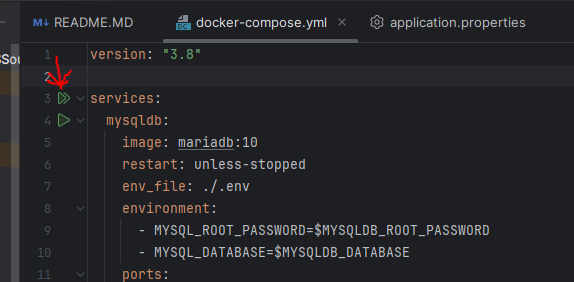 SSou
M↓ README.MD docker-compose.yml × application.properties
1 version: "3.8"
2
3 services:
4 mysqldb:
5 image: mariadb:10
6 restart: unless-stopped
7 env_file: ./.env
8 environment:
9 - MYSQL_ROOT_PASSWORD=$MYSQLDB_ROOT_PASSWORD
10 - MYSQL_DATABASE=$MYSQLDB_DATABASE
11 ports: